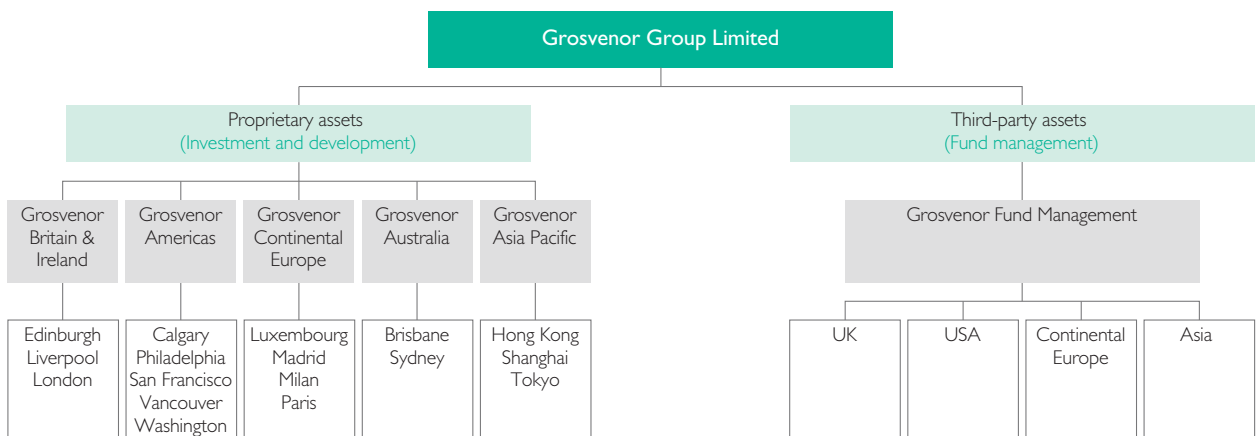 Grosvenor Group Limited
Proprietary assets
(Investment and development)
Third-party assets
(Fund management)
Grosvenor
Britain &
Ireland
Grosvenor
Americas
Grosvenor
Continental
Europe
Grosvenor
Australia
Grosvenor
Asia Pacific
Grosvenor Fund Management
Edinburgh
Liverpool
London
Calgary
Philadelphia
San Francisco
Vancouver
Washington
Luxembourg
Madrid
Milan
Paris
Brisbane
Sydney
Hong Kong
Shanghai
Tokyo
UK
USA
Continental
Europe
Asia